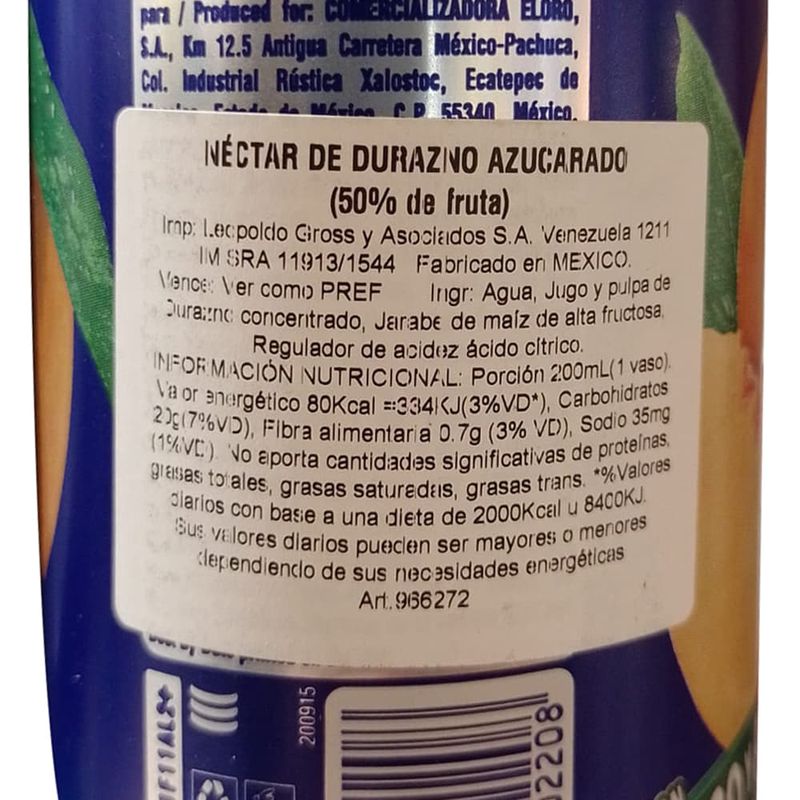 para / Produced for: COMERCIALIZADORA ELORO,
S.A., Km 12.5 Antigua Carretera México-Pachuca,
Col. Industrial Rústica Xalostoc, Ecatepec de
Estado de México, C.P. 55340, México.
NÉCTAR DE DURAZNO AZUCARADO
(50% de fruta)
Imp: Leopoldo Gross y Asociados S.A. Venezuela 1211
IM SRA 11913/1544 Fabricado en MEXICO.
Vence: Ver como PREF Ingr: Agua, Jugo y pulpa de
Durazno concentrado, Jarabe de maíz de alta fructosa,
Regulador de acidez ácido cítrico.
INFORMACIÓN NUTRICIONAL: Porción 200mL(1 vaso).
Valor energético 80Kcal =334KJ(3%VD*), Carbohidratos
20g(7%VD), Fibra alimentaria 0.7g (3% VD), Sodio 35mg
(1%VD). No aporta cantidades significativas de proteínas,
grasas totales, grasas saturadas, grasas trans. *%Valores
diarios con base a una dieta de 2000Kcal u 8400KJ.
Sus valores diarios pueden ser mayores o menores
dependiendo de sus necesidades energéticas
Art.966272
200915
02208